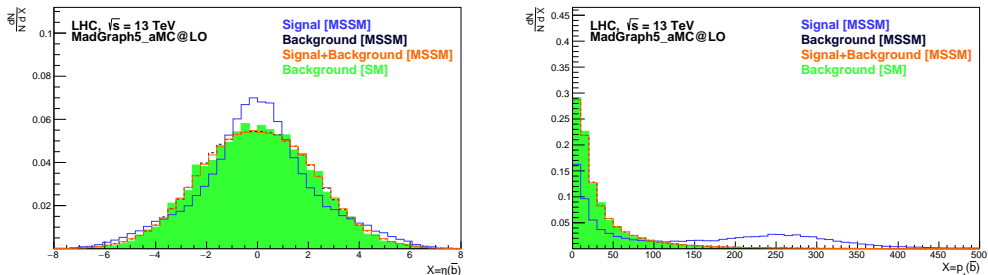 dN
N d X
LHC, √s = 13 TeV
MadGraph5_aMC@LO
Signal [MSSM]
Background [MSSM]
Signal+Background [MSSM]
Background [SM]
0.1
0.08
0.06
0.04
0.02
−8 −6 −4 −2 0 2 4 6 8
X=η(b̄)
dN
N d X
LHC, √s = 13 TeV
MadGraph5_aMC@LO
Signal [MSSM]
Background [MSSM]
Signal+Background [MSSM]
Background [SM]
0.45
0.4
0.35
0.3
0.25
0.2
0.15
0.1
0.05
0 50 100 150 200 250 300 350 400 450 500
X=p (b̄)